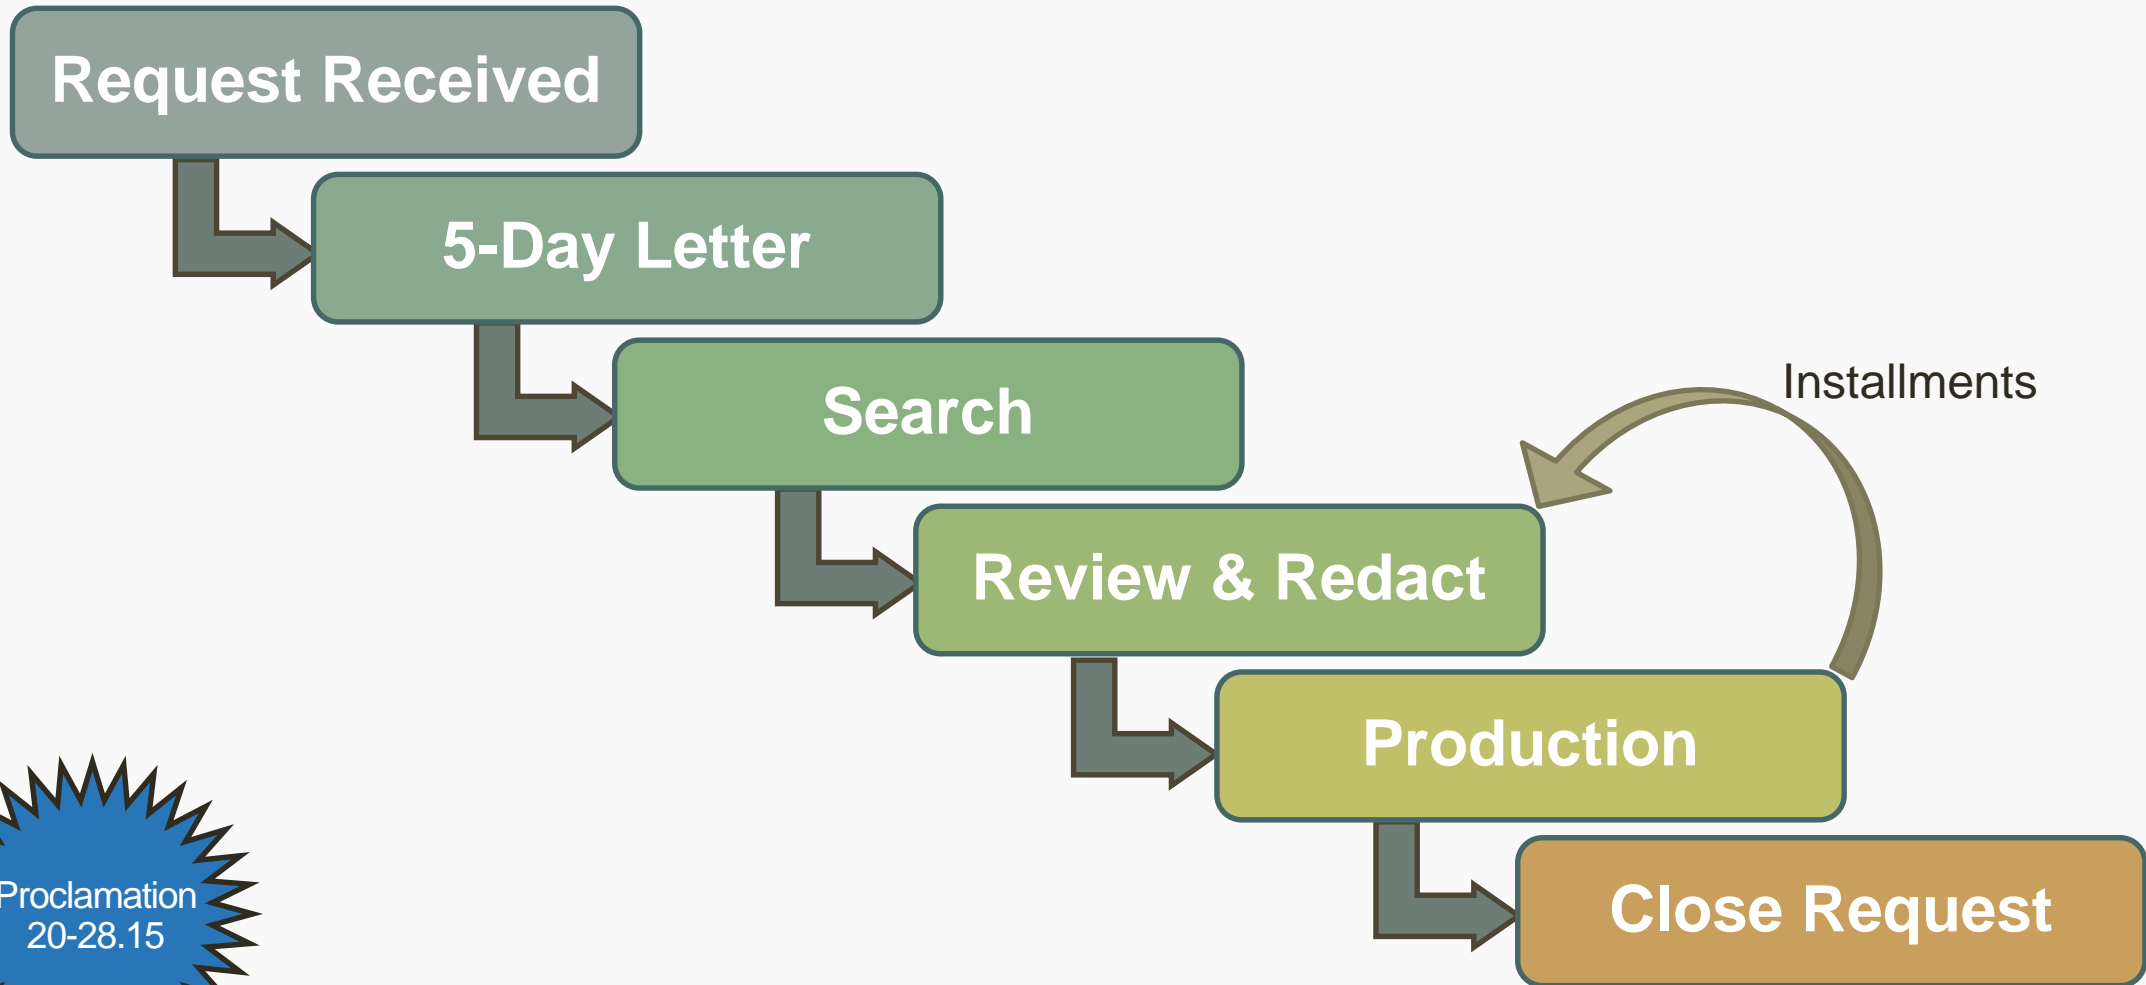 Request Received
5-Day Letter
Search
Installments
Review & Redact
Production
Close Request
Proclamation
20-28.15